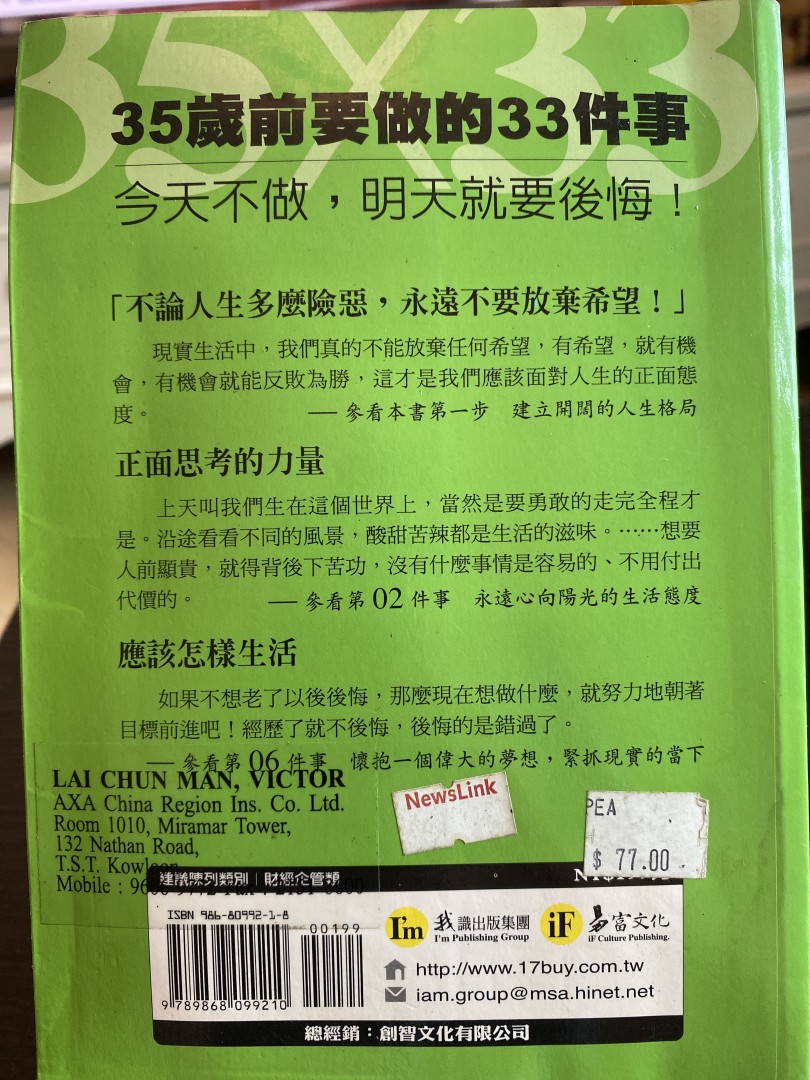 35X33
35歲前要做的33件事
今天不做，明天就要後悔！
「不論人生多麼險惡，永遠不要放棄希望！」
現實生活中，我們真的不能放棄任何希望，有希望，就有機
會，有機會就能反敗為勝，這才是我們應該面對人生的正面態
度。 — 參看本書第一步 建立開闊的人生格局
正面思考的力量
上天叫我們生在這個世界上，當然是要勇敢的走完全程才
是。沿途看看不同的風景，酸甜苦辣都是生活的滋味。……想要
人前顯貴，就得背後下苦功，沒有什麼事情是容易的、不用付出
代價的。 — 參看第 02 件事 永遠心向陽光的生活態度
應該怎樣生活
如果不想老了以後後悔，那麼現在想做什麼，就努力地朝著
目標前進吧！經歷了就不後悔，後悔的是錯過了。
— 參看第 06 件事 懷抱一個偉大的夢想，緊抓現實的當下
LAI CHUN MAN, VICTOR
AXA China Region Ins. Co. Ltd.
Room 1010, Miramar Tower,
132 Nathan Road,
T.S.T. Kowloon
Mobile :
NewsLink
PEA
$ 77.00
建議陳列類別｜財經企管類
ISBN 986-80992-1-8
00199
9 789868 099210
I'm 我識出版集團
I'm Publishing Group
iF 易富文化
iF Culture Publishing.
http://www.17buy.com.tw
iam.group@msa.hinet.net
總經銷：創智文化有限公司